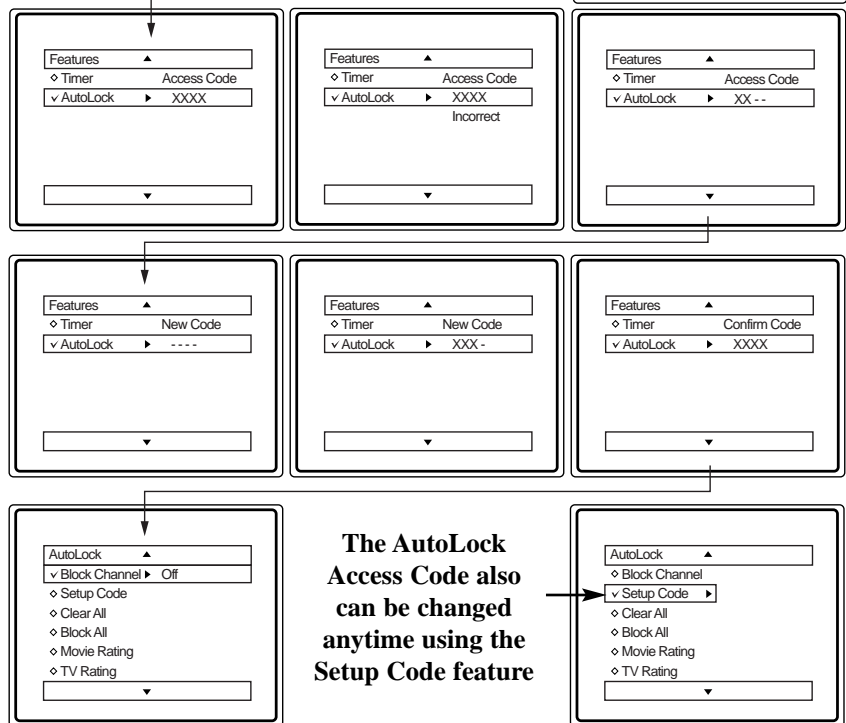 Features
Timer Access Code
AutoLock XXXX
Features
Timer Access Code
AutoLock XXXX
Incorrect
Features
Timer Access Code
AutoLock XX - -
Features
Timer New Code
AutoLock - - - -
Features
Timer New Code
AutoLock XXX -
Features
Timer Confirm Code
AutoLock XXXX
AutoLock
Block Channel Off
Setup Code
Clear All
Block All
Movie Rating
TV Rating
The AutoLock
Access Code also
can be changed
anytime using the
Setup Code feature
AutoLock
Block Channel
Setup Code
Clear All
Block All
Movie Rating
TV Rating